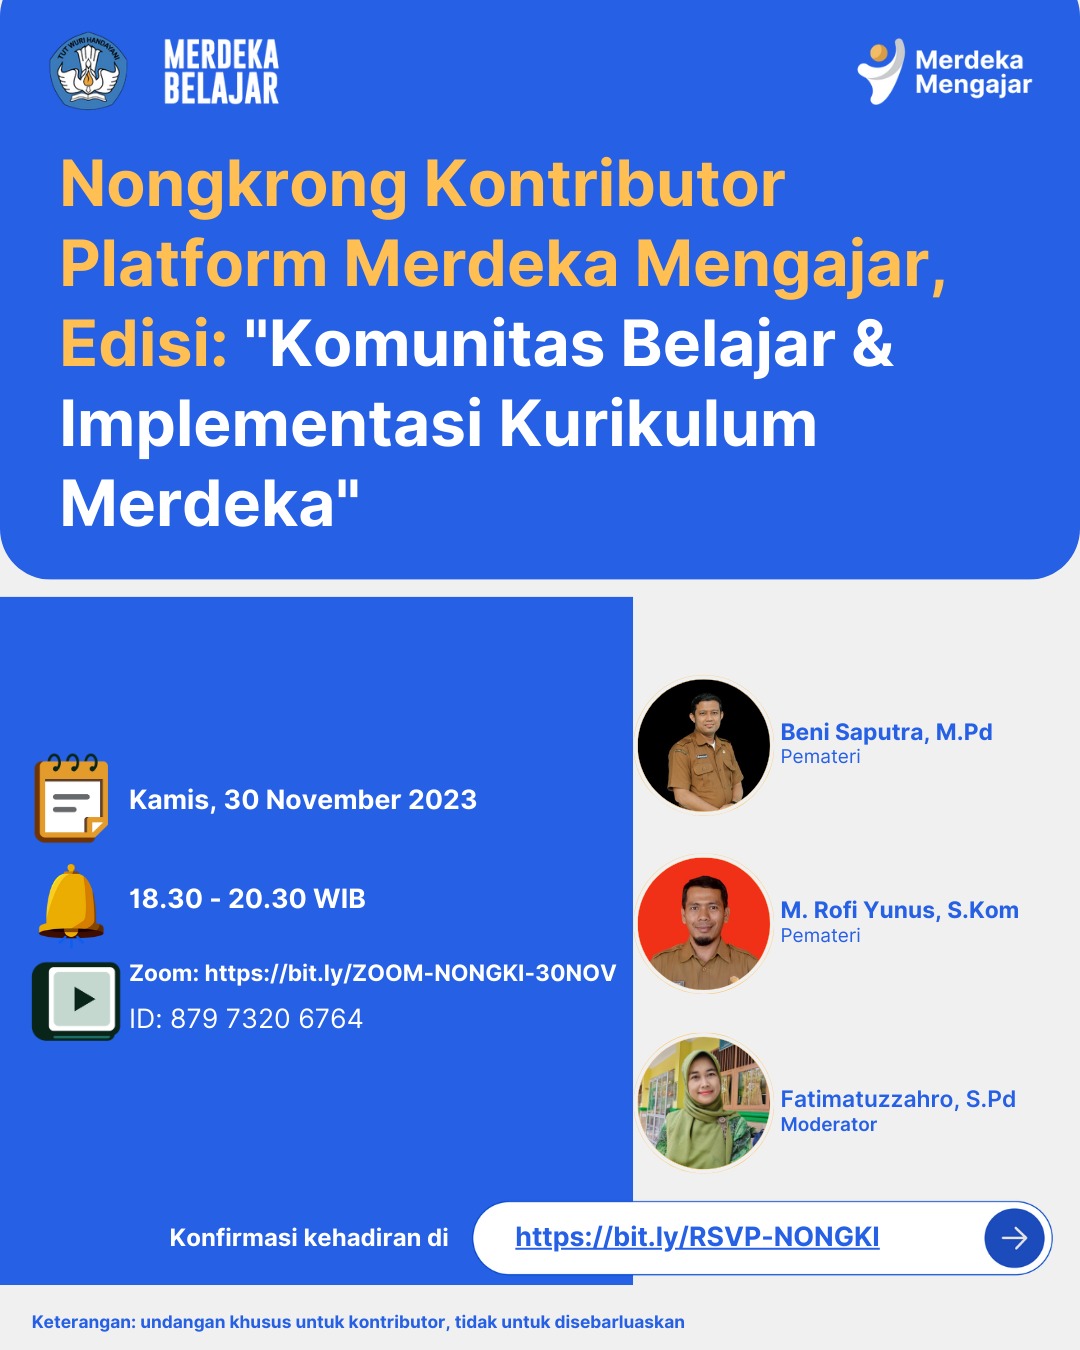 TUT WURI HANDAYANI
MERDEKA
BELAJAR
Merdeka
Mengajar
Nongkrong Kontributor
Platform Merdeka Mengajar,
Edisi: "Komunitas Belajar &
Implementasi Kurikulum
Merdeka"
Kamis, 30 November 2023
18.30 - 20.30 WIB
Zoom: https://bit.ly/ZOOM-NONGKI-30NOV
ID: 879 7320 6764
Beni Saputra, M.Pd
Pemateri
M. Rofi Yunus, S.Kom
Pemateri
Fatimatuzzahro, S.Pd
Moderator
Konfirmasi kehadiran di
https://bit.ly/RSVP-NONGKI
Keterangan: undangan khusus untuk kontributor, tidak untuk disebarluaskan